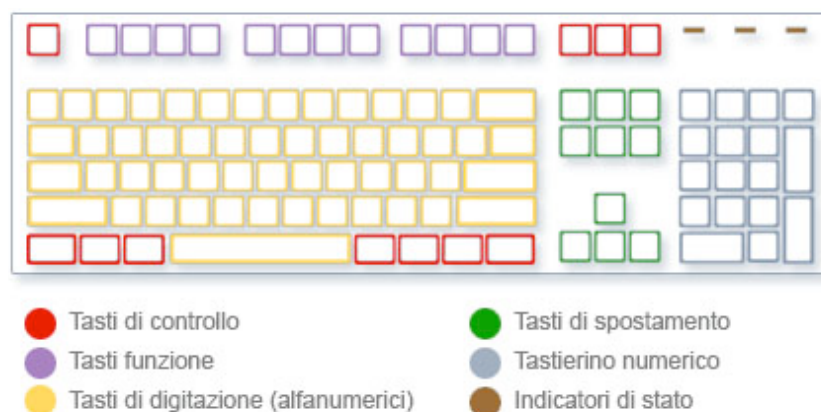 Tasti di controllo
Tasti di spostamento
Tasti funzione
Tastierino numerico
Tasti di digitazione (alfanumerici)
Indicatori di stato